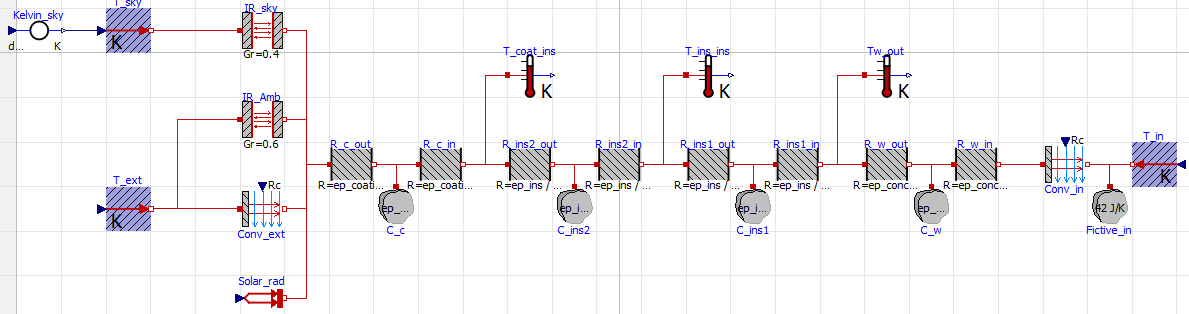 T_sky
IR_sky
Kelvin_sky
d...
K
K
Gr=0.4
T_coat_ins
K
T_ins_ins
K
Tw_out
K
IR_Amb
Gr=0.6
R_c_out
R=ep_coati...
R_c_in
R=ep_coati...
R_ins2_out
R=ep_ins / ...
R_ins2_in
R=ep_ins / ...
R_ins1_out
R=ep_ins / ...
R_ins1_in
R=ep_ins / ...
R_w_out
R=ep_conc...
R_w_in
R=ep_conc...
Rc
Conv_in
T_in
K
T_ext
K
Rc
Conv_ext
ep_...
C_c
ep_i...
C_ins2
ep_i...
C_ins1
ep_...
C_w
42 J/K
Fictive_in
Solar_rad